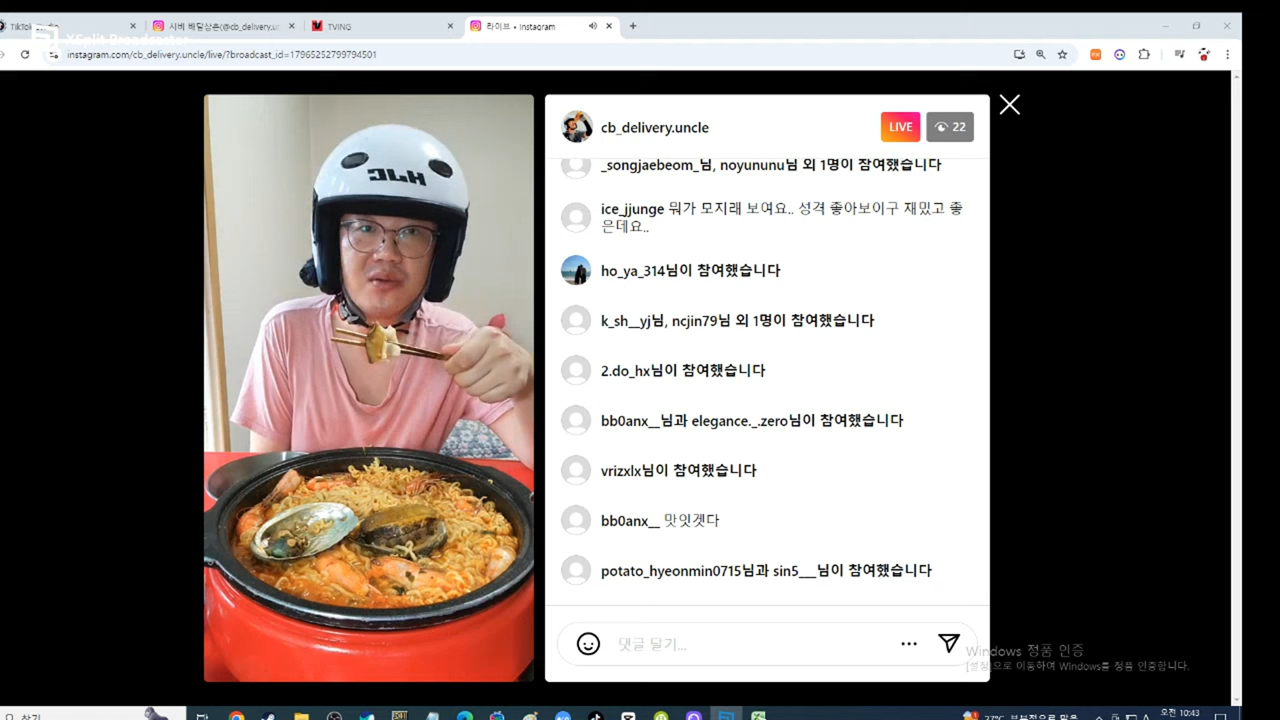 시비 배달삼촌(@cb_delivery.u
TVING
라이브 • Instagram
XSplit Broadcaster
instagram.com/cb_delivery.uncle/live/?broadcast_id=17965252799794501
cb_delivery.uncle
LIVE
22
_songjaebeom_님, noyununu님 외 1명이 참여했습니다
ice_jjunge 뭐가 모지래 보여요.. 성격 좋아보이구 재밌고 좋
은데요..
ho_ya_314님이 참여했습니다
k_sh__yj님, ncjin79님 외 1명이 참여했습니다
2.do_hx님이 참여했습니다
bb0anx__님과 elegance._.zero님이 참여했습니다
vrizxlx님이 참여했습니다
bb0anx__ 맛잇겟다
potato_hyeonmin0715님과 sin5___님이 참여했습니다
댓글 달기...
Windows 정품 인증
[설정]으로 이동하여 Windows를 정품 인증합니다.
오전 10:43